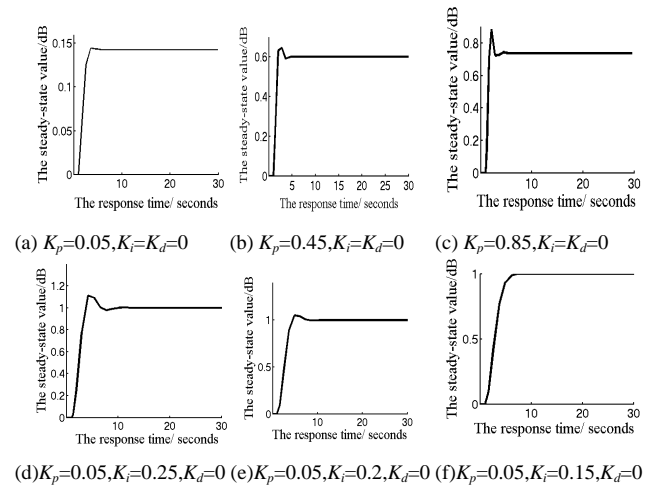 The steady-state value/dB
0.15
0.1
0.05
0
10 20 30
The response time/ seconds
(a) Kp=0.05,Ki=Kd=0
The steady-state value/dB
0.6
0.4
0.2
0
5 10 15 20 25 30
The response time/ seconds
(b) Kp=0.45,Ki=Kd=0
The steady-state value/dB
0.8
0.6
0.4
0.2
0
10 20 30
The response time/ seconds
(c) Kp=0.85,Ki=Kd=0
The steady-state value/dB
1.2
1
0.8
0.6
0.4
0.2
0
10 20 30
The response time/ seconds
(d)Kp=0.05,Ki=0.25,Kd=0
The steady-state value/dB
1
0.5
0
10 20 30
The response time/ seconds
(e)Kp=0.05,Ki=0.2,Kd=0
The steady-state value/dB
1
0.5
0
10 20 30
The response time/ seconds
(f)Kp=0.05,Ki=0.15,Kd=0